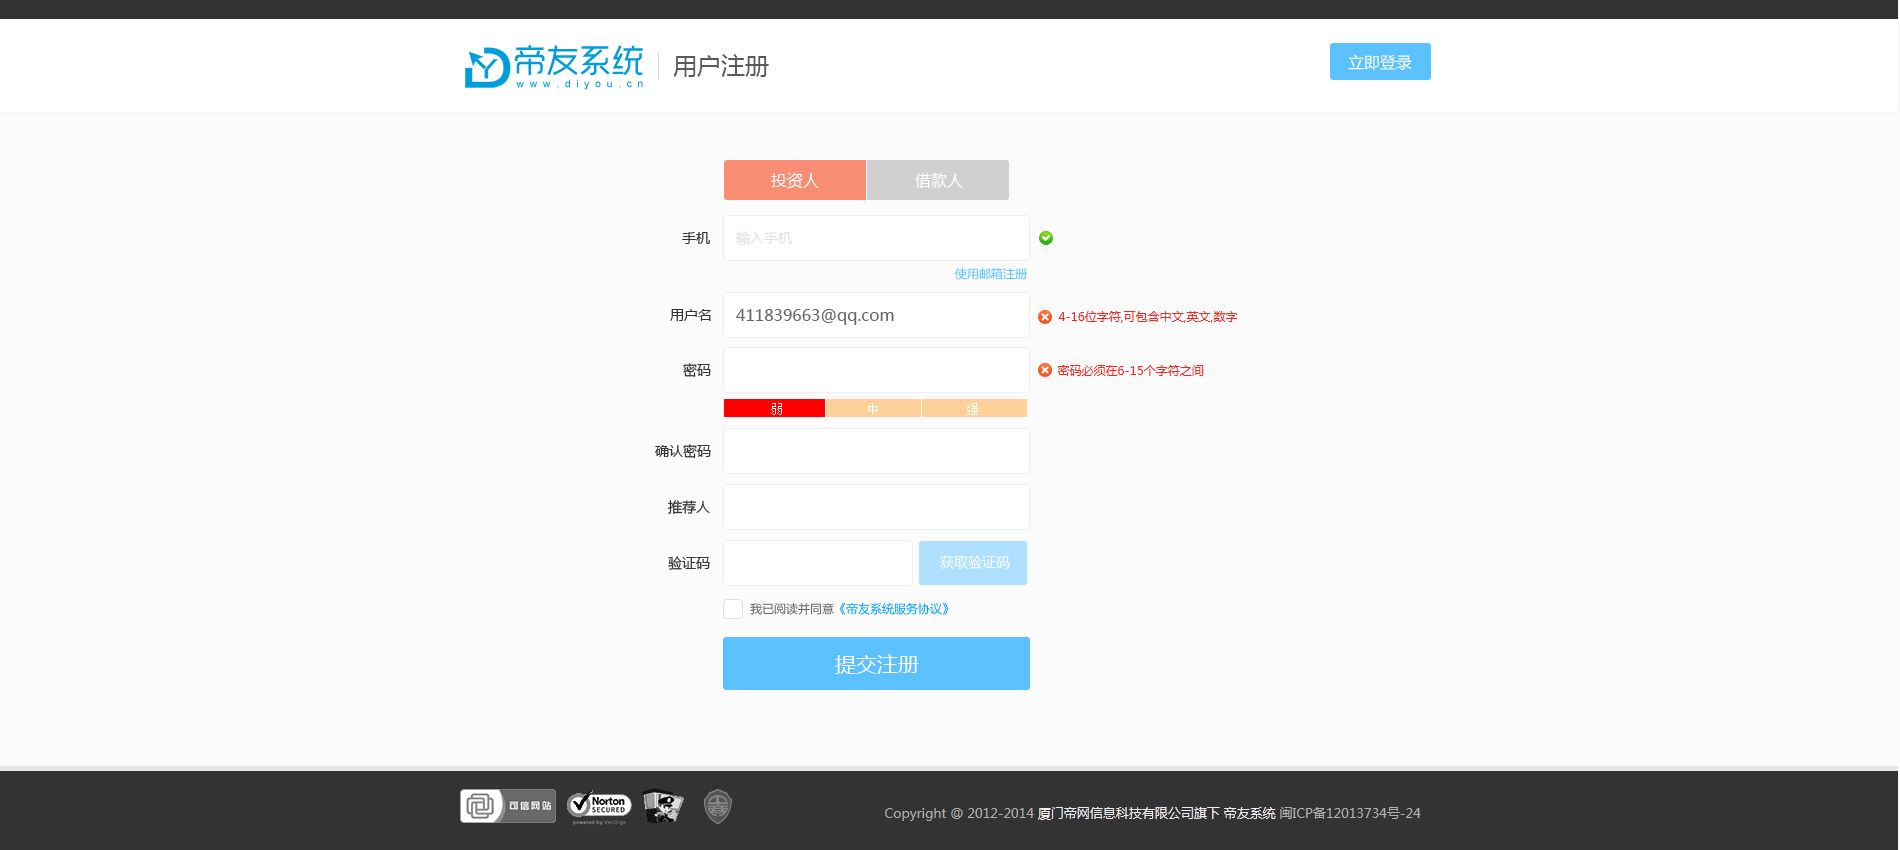 帝友系统
www.diyou.cn
用户注册
立即登录
投资人 借款人
手机 输入手机
使用邮箱注册
用户名 411839663@qq.com 4-16位字符,可包含中文,英文,数字
密码 密码必须在6-15个字符之间
弱 中 强
确认密码
推荐人
验证码 获取验证码
我已阅读并同意《帝友系统服务协议》
提交注册
可信网站
Norton
SECURED
powered by VeriSign
Copyright @ 2012-2014 厦门帝网信息科技有限公司旗下 帝友系统 闽ICP备12013734号-24